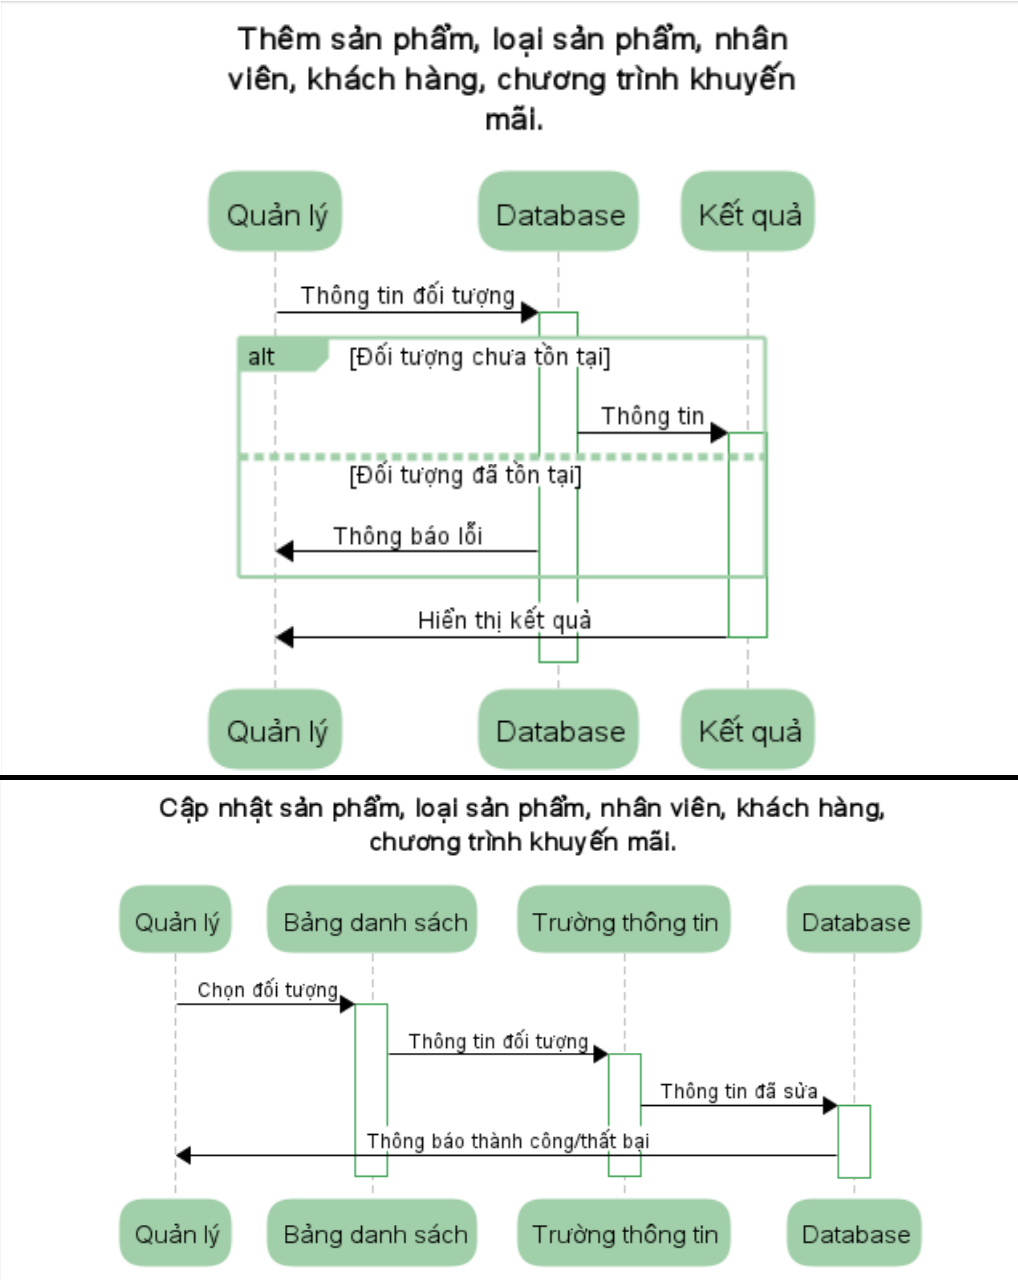 Thêm sản phẩm, loại sản phẩm, nhân
viên, khách hàng, chương trình khuyến
mãi.
Quản lý
Database
Kết quả
Thông tin đối tượng
alt
[Đối tượng chưa tồn tại]
Thông tin
[Đối tượng đã tồn tại]
Thông báo lỗi
Hiển thị kết quả
Quản lý
Database
Kết quả
Cập nhật sản phẩm, loại sản phẩm, nhân viên, khách hàng,
chương trình khuyến mãi.
Quản lý
Bảng danh sách
Trường thông tin
Database
Chọn đối tượng
Thông tin đối tượng
Thông tin đã sửa
Thông báo thành công/thất bại
Quản lý
Bảng danh sách
Trường thông tin
Database